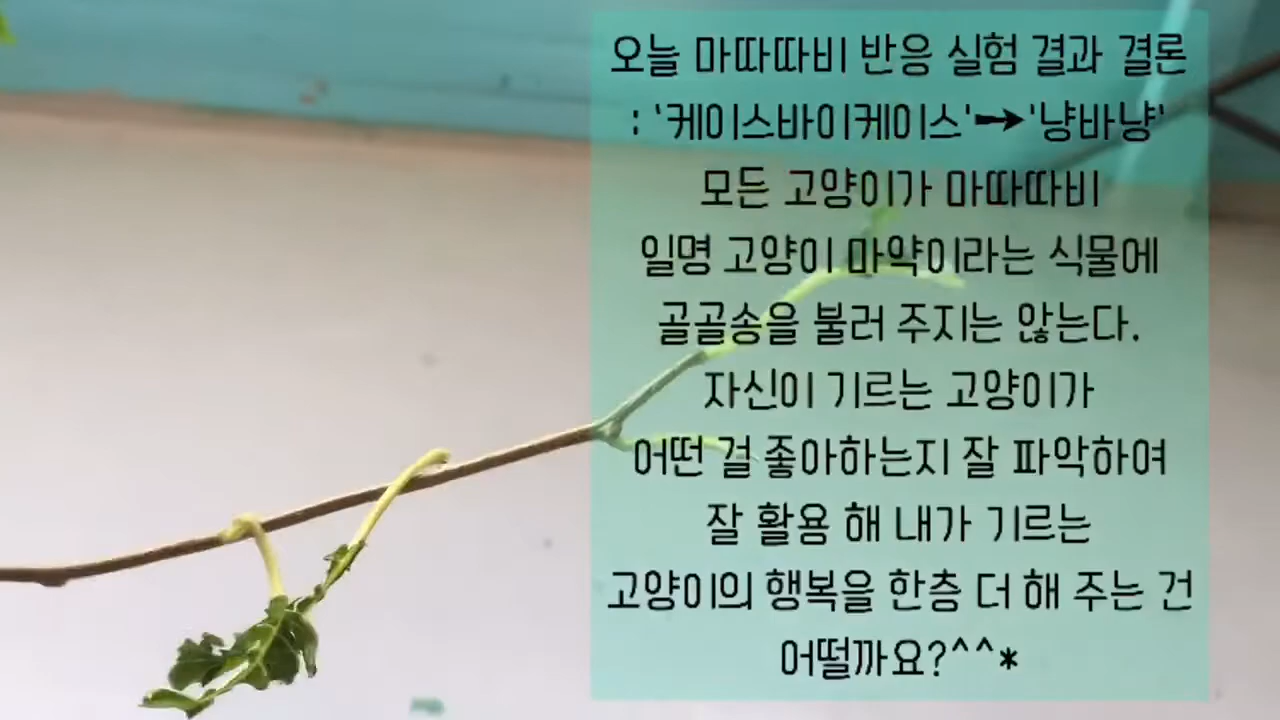 오늘 마따따비 반응 실험 결과 결론
: '케이스바이케이스'→'냥바냥'
모든 고양이가 마따따비
일명 고양이 마약이라는 식물에
골골송을 불러 주지는 않는다.
자신이 기르는 고양이가
어떤 걸 좋아하는지 잘 파악하여
잘 활용 해 내가 기르는
고양이의 행복을 한층 더 해 주는 건
어떨까요?^^*